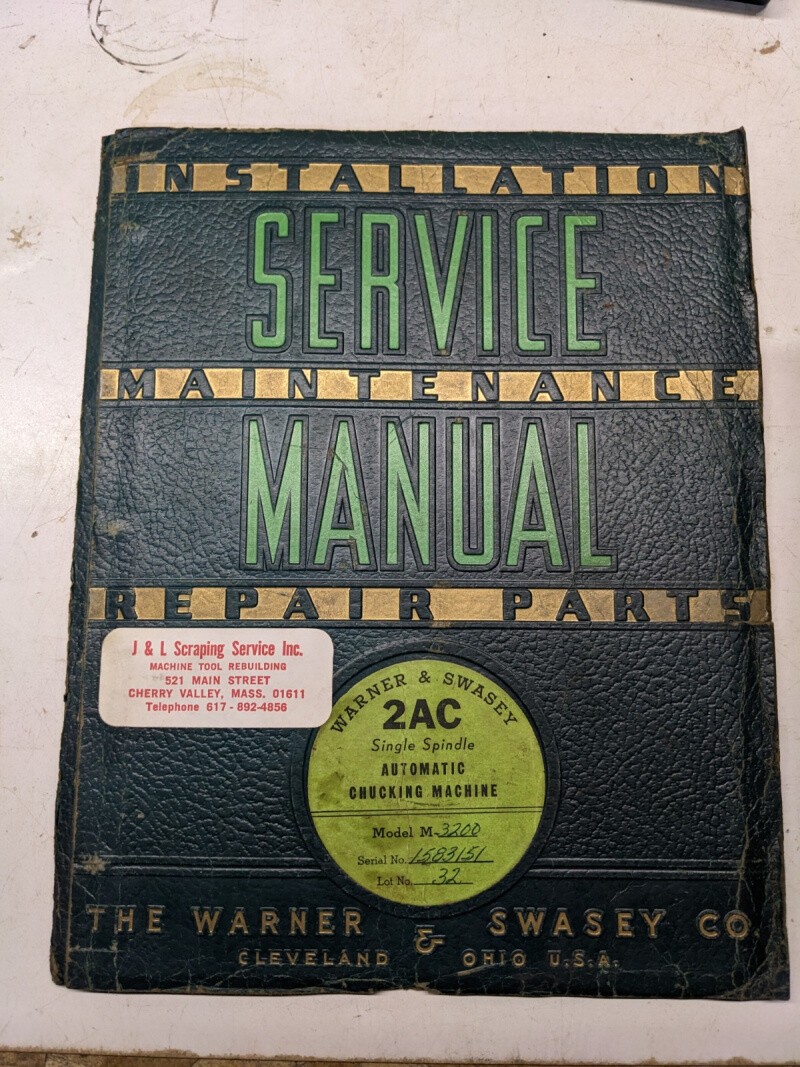 INSTALLATION
SERVICE
MAINTENANCE
MANUAL
REPAIR PARTS
J & L Scraping Service Inc.
MACHINE TOOL REBUILDING
521 MAIN STREET
CHERRY VALLEY, MASS. 01611
Telephone 617-892-4856
WARNER & SWASEY
2AC
Single Spindle
AUTOMATIC
CHUCKING MACHINE
Model M-3200
Serial No. 1583151
Lot No. 32
THE WARNER & SWASEY CO
CLEVELAND OHIO U.S.A.